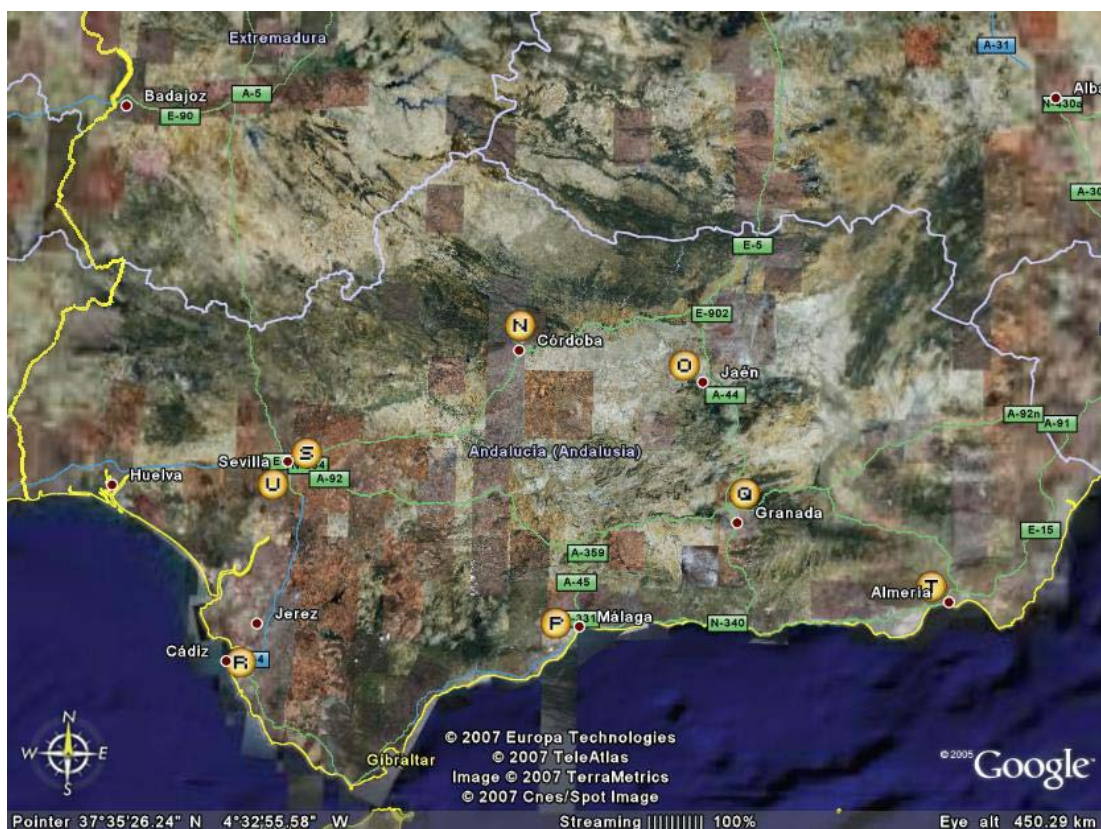 Extremadura
A-31
Badajoz
A-5
Alba
N-430a
E-90
A-30
E-5
E-902
N
Córdoba
O
Jaén
A-44
A-92n
A-91
Andalucía (Andalusia)
S
Sevilla
E
Huelva
A-92
U
Q
Granada
E-15
A-359
A-45
T
Almería
P
331
Málaga
N-340
Jerez
Cádiz
R
4
N
W E
S
Gibraltar
© 2007 Europa Technologies
© 2007 TeleAtlas
Image © 2007 TerraMetrics
© 2007 Cnes/Spot Image
© 2005 Google
Pointer 37°35'26.24" N 4°32'55.58" W Streaming |||||||||| 100% Eye alt 450.29 km